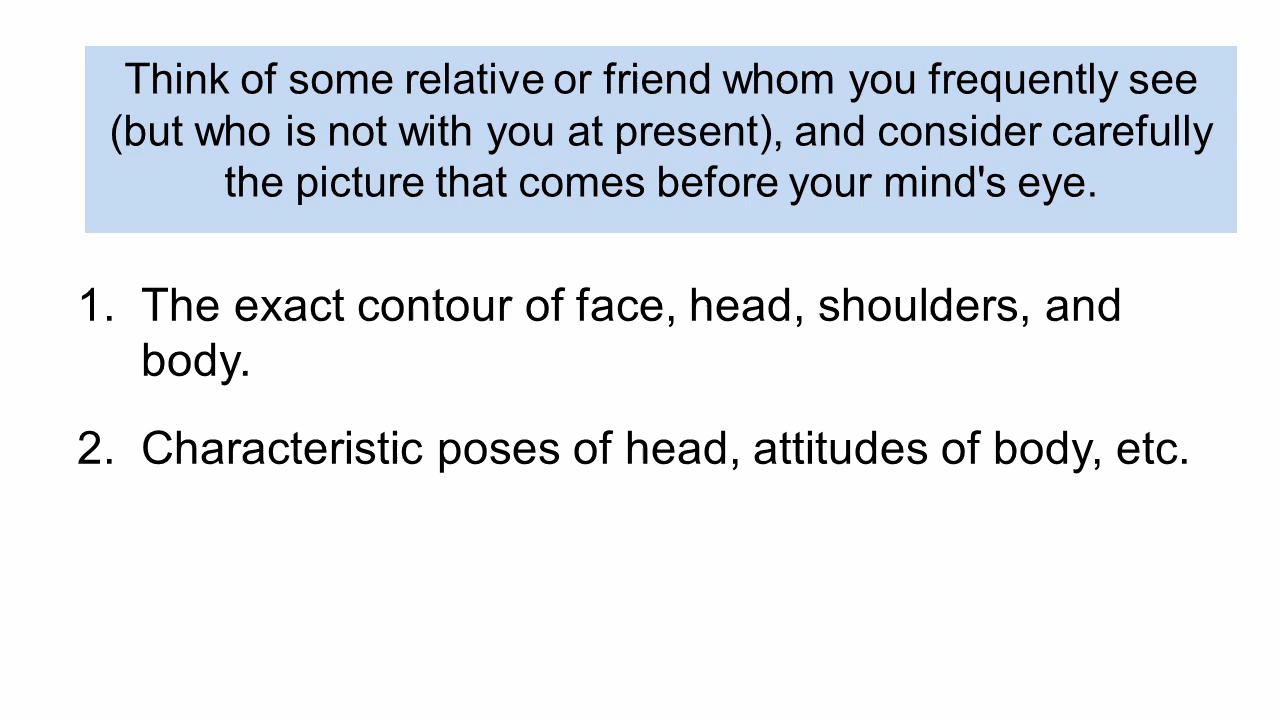 Think of some relative or friend whom you frequently see
(but who is not with you at present), and consider carefully
the picture that comes before your mind's eye.
1. The exact contour of face, head, shoulders, and
body.
2. Characteristic poses of head, attitudes of body, etc.